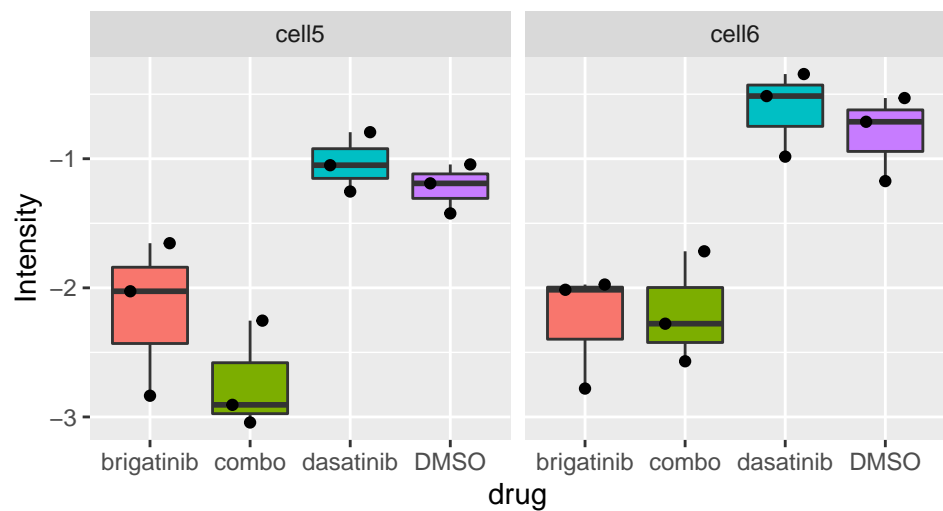 cell5 cell6
Intensity
−1
−2
−3
brigatinib combo dasatinib DMSO brigatinib combo dasatinib DMSO
drug